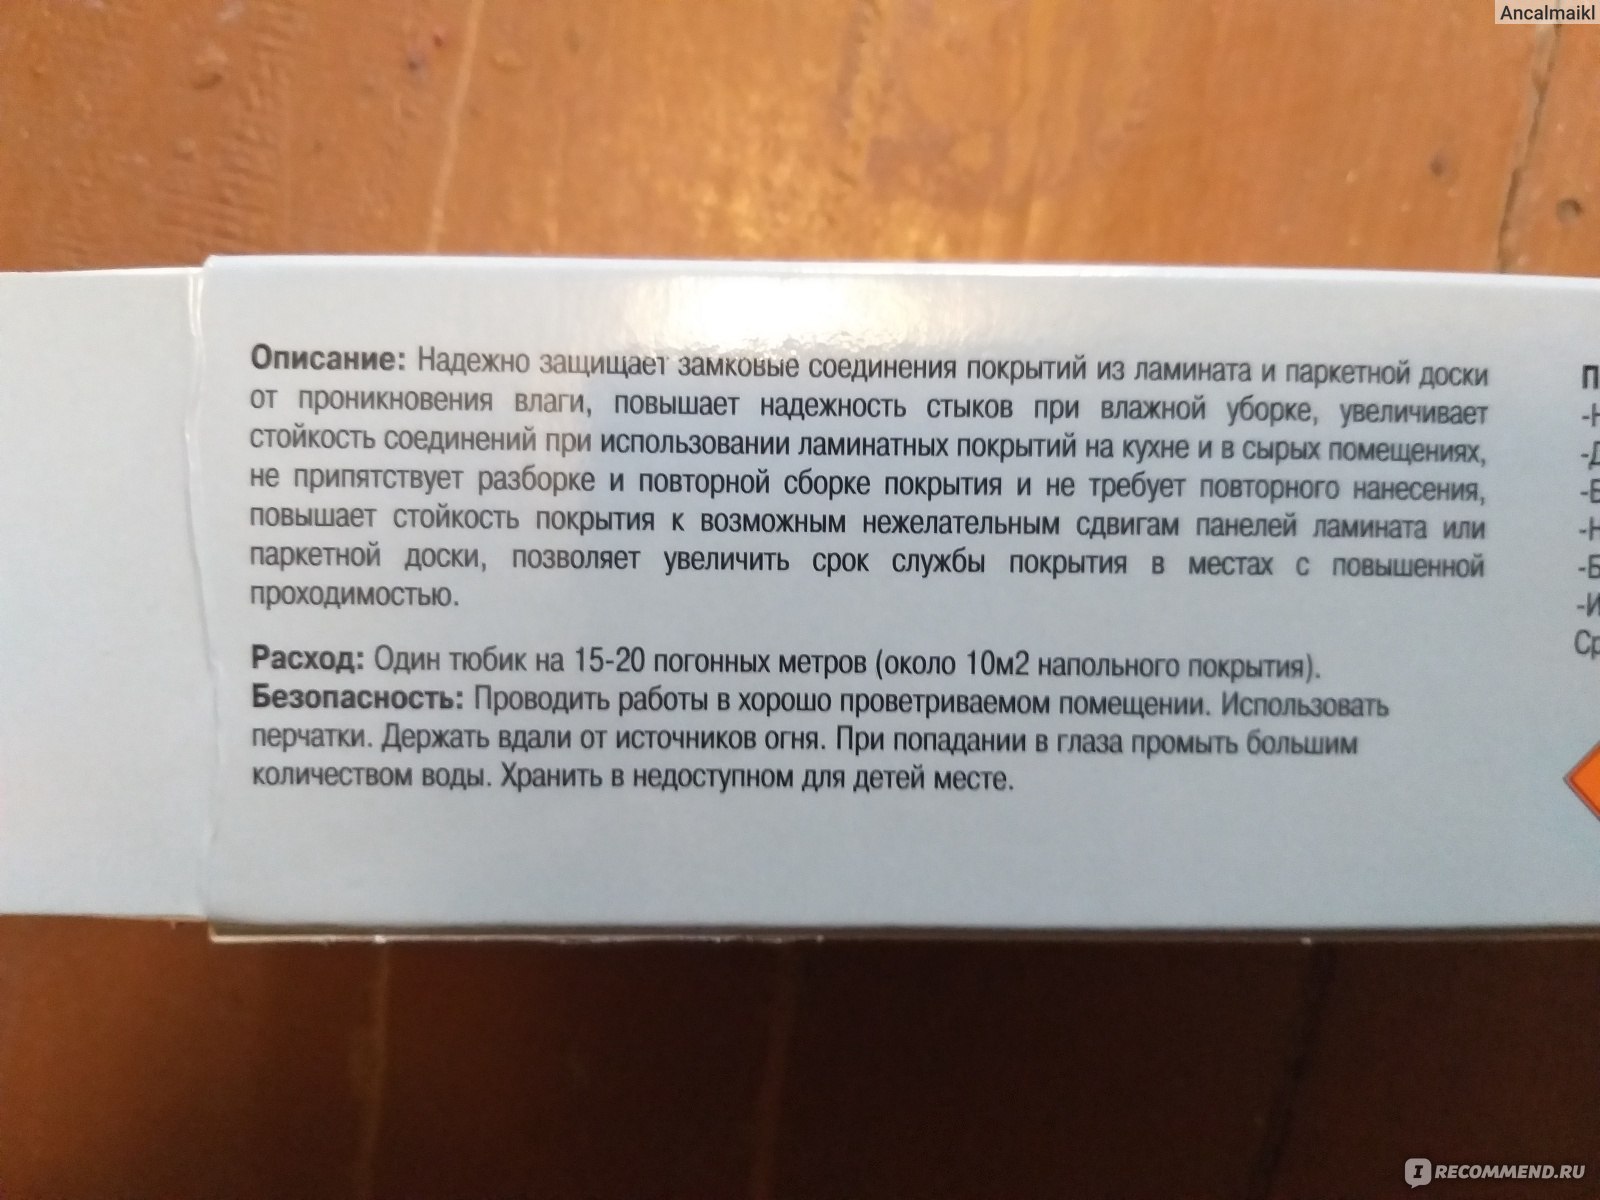 Ancalmaikl
Описание: Надежно защищает замковые соединения покрытий из ламината и паркетной доски
от проникновения влаги, повышает надежность стыков при влажной уборке, увеличивает
стойкость соединений при использовании ламинатных покрытий на кухне и в сырых помещениях,
не припятствует разборке и повторной сборке покрытия и не требует повторного нанесения,
повышает стойкость покрытия к возможным нежелательным сдвигам панелей ламината или
паркетной доски, позволяет увеличить срок службы покрытия в местах с повышенной
проходимостью.
Расход: Один тюбик на 15-20 погонных метров (около 10м2 напольного покрытия).
Безопасность: Проводить работы в хорошо проветриваемом помещении. Использовать
перчатки. Держать вдали от источников огня. При попадании в глаза промыть большим
количеством воды. Хранить в недоступном для детей месте.
IRECOMMEND.RU